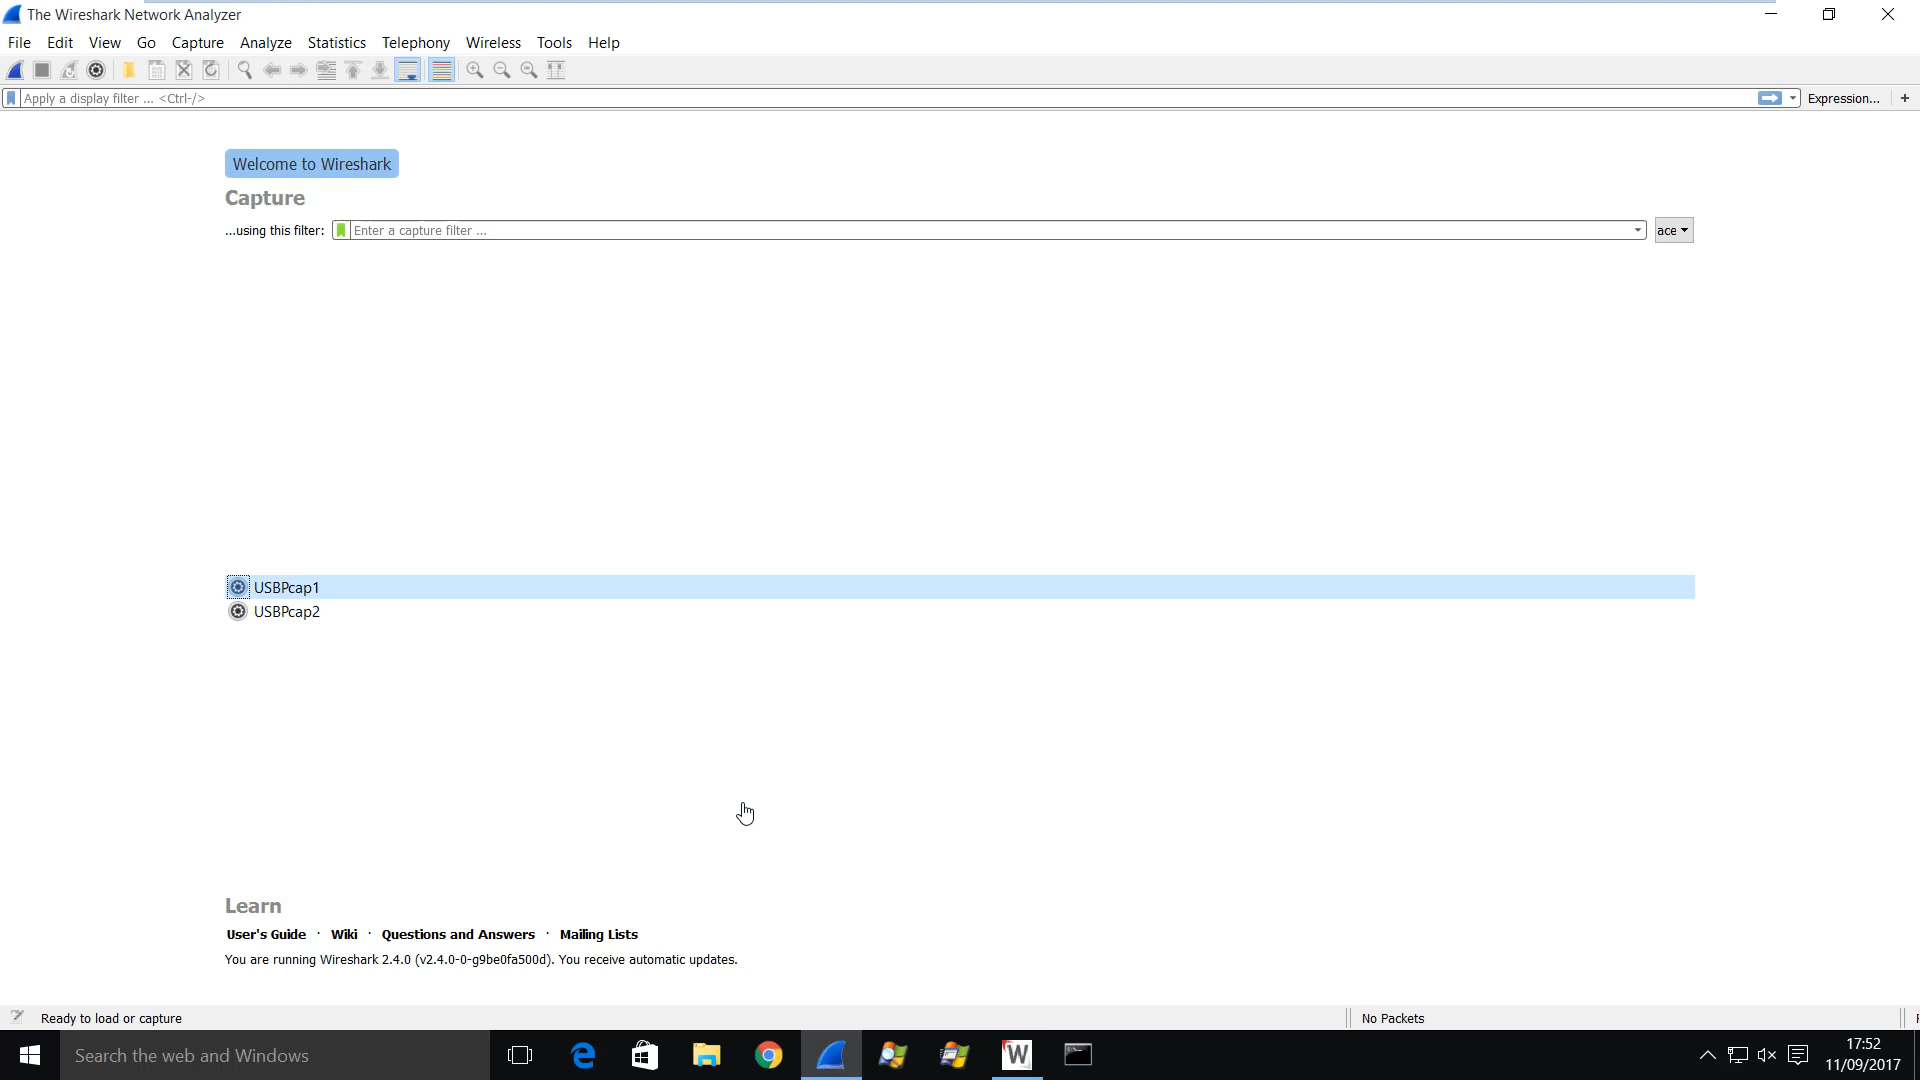 The Wireshark Network Analyzer
File Edit View Go Capture Analyze Statistics Telephony Wireless Tools Help
Apply a display filter ... <Ctrl-/> Expression... +
Welcome to Wireshark
Capture
...using this filter: Enter a capture filter ... ace
USBPcap1
USBPcap2
Learn
User's Guide · Wiki · Questions and Answers · Mailing Lists
You are running Wireshark 2.4.0 (v2.4.0-0-g9be0fa500d). You receive automatic updates.
Ready to load or capture No Packets
Search the web and Windows W 17:52
11/09/2017